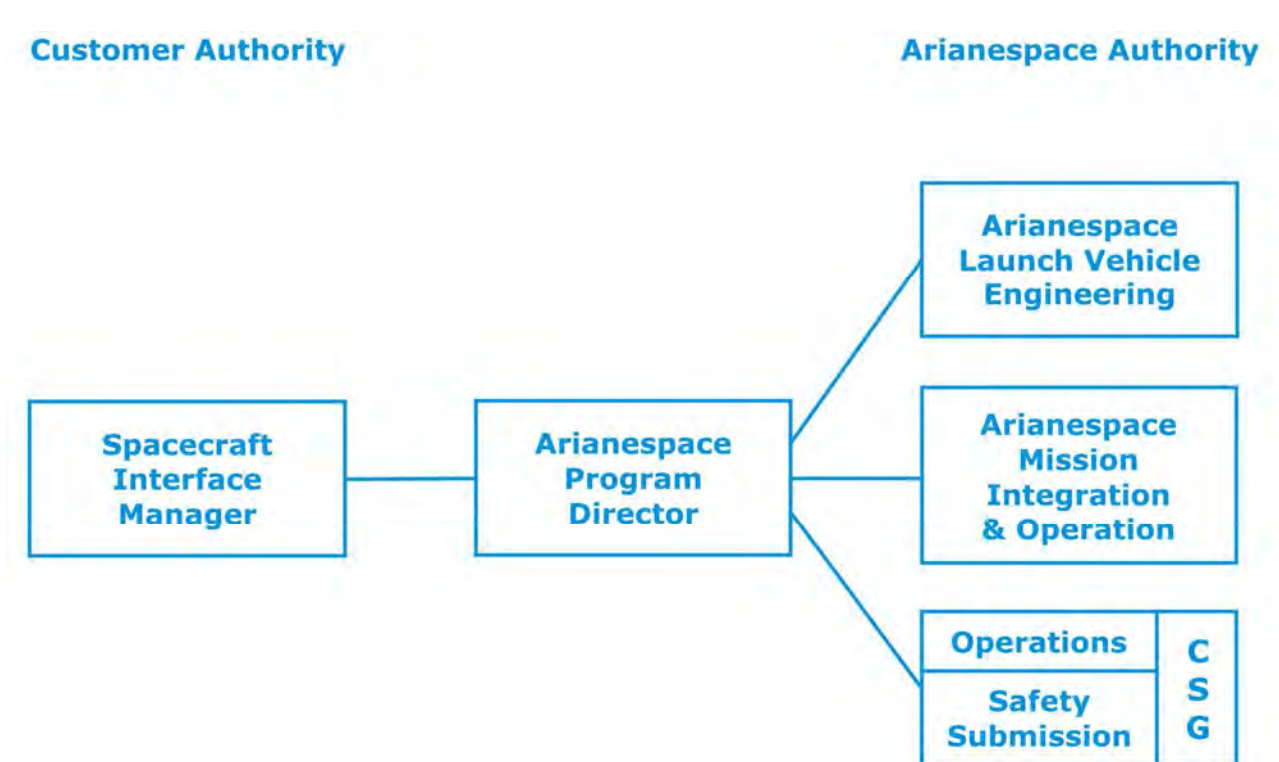 Customer Authority
Arianespace Authority
Arianespace
Launch Vehicle
Engineering
Spacecraft
Interface
Manager
Arianespace
Program
Director
Arianespace
Mission
Integration
& Operation
Operations
Safety
Submission
C
S
G